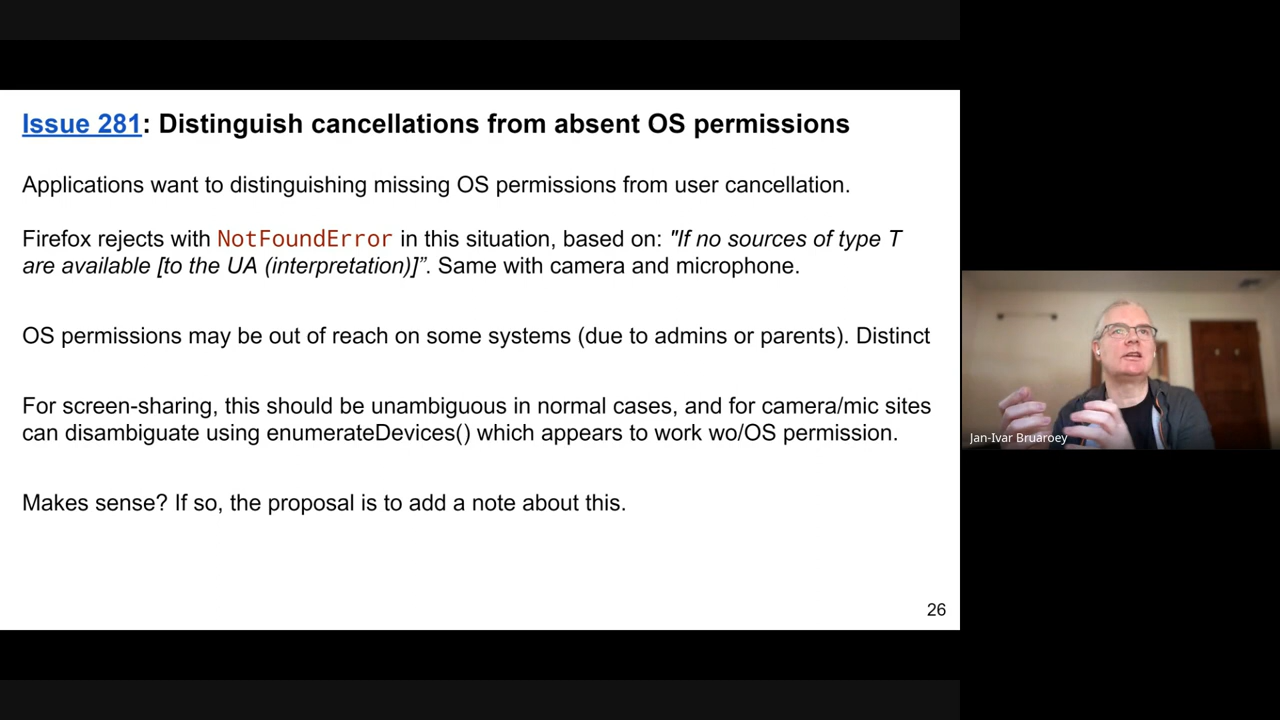 Issue 281: Distinguish cancellations from absent OS permissions
Applications want to distinguishing missing OS permissions from user cancellation.
Firefox rejects with NotFoundError in this situation, based on: "If no sources of type T
are available [to the UA (interpretation)]”. Same with camera and microphone.
OS permissions may be out of reach on some systems (due to admins or parents). Distinct
For screen-sharing, this should be unambiguous in normal cases, and for camera/mic sites
can disambiguate using enumerateDevices() which appears to work wo/OS permission.
Makes sense? If so, the proposal is to add a note about this.
26
Jan-Ivar Bruaroey